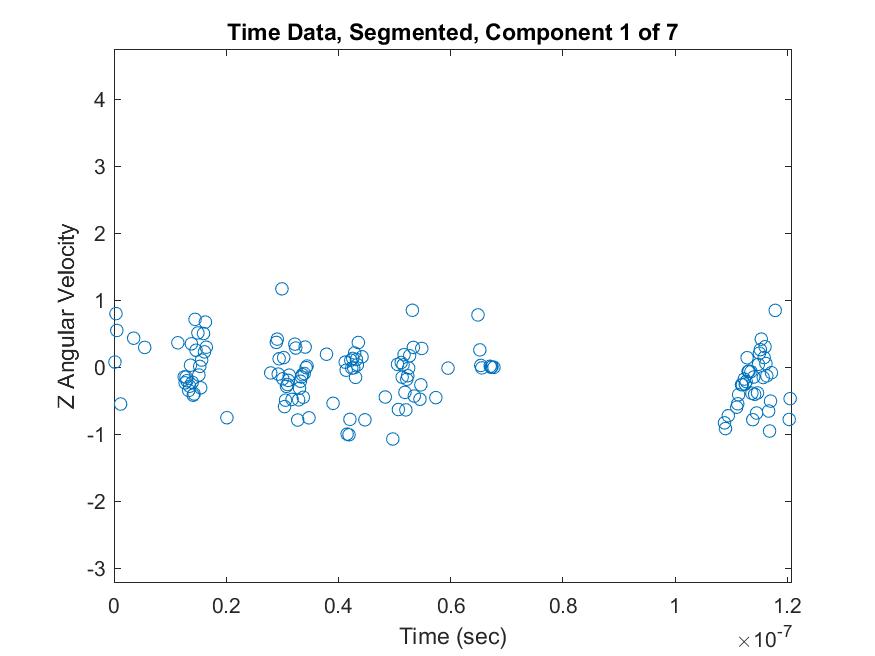 Time Data, Segmented, Component 1 of 7
4
3
2
1
0
-1
-2
-3
Z Angular Velocity
0 0.2 0.4 0.6 0.8 1 1.2
Time (sec)
×10-7